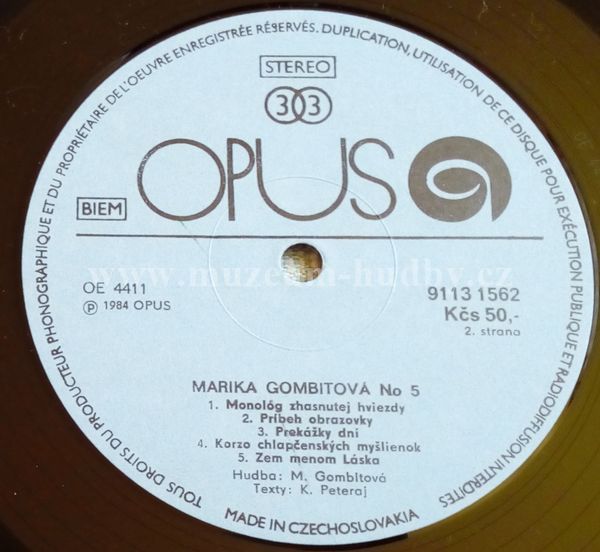 TOUS DROITS DU PRODUCTEUR PHONOGRAPHIQUE ET DU PROPRIÉTAIRE DE L'OEUVRE ENREGISTRÉE RÉSERVÉS. DUPLICATION, UTILISATION DE CE DISQUE POUR EXÉCUTION PUBLIQUE ET RADIODIFFUSION INTERDITES
STEREO
33
OPUS
BIEM
www.muzeum-hudby.cz
OE 4411
℗ 1984 OPUS
9113 1562
Kčs 50,-
2. strana
MARIKA GOMBITOVÁ No 5
1. Monológ zhasnutej hviezdy
2. Príbeh obrazovky
3. Prekážky dní
4. Korzo chlapčenských myšlienok
5. Zem menom Láska
Hudba: M. Gombitová
Texty: K. Peteraj
MADE IN CZECHOSLOVAKIA